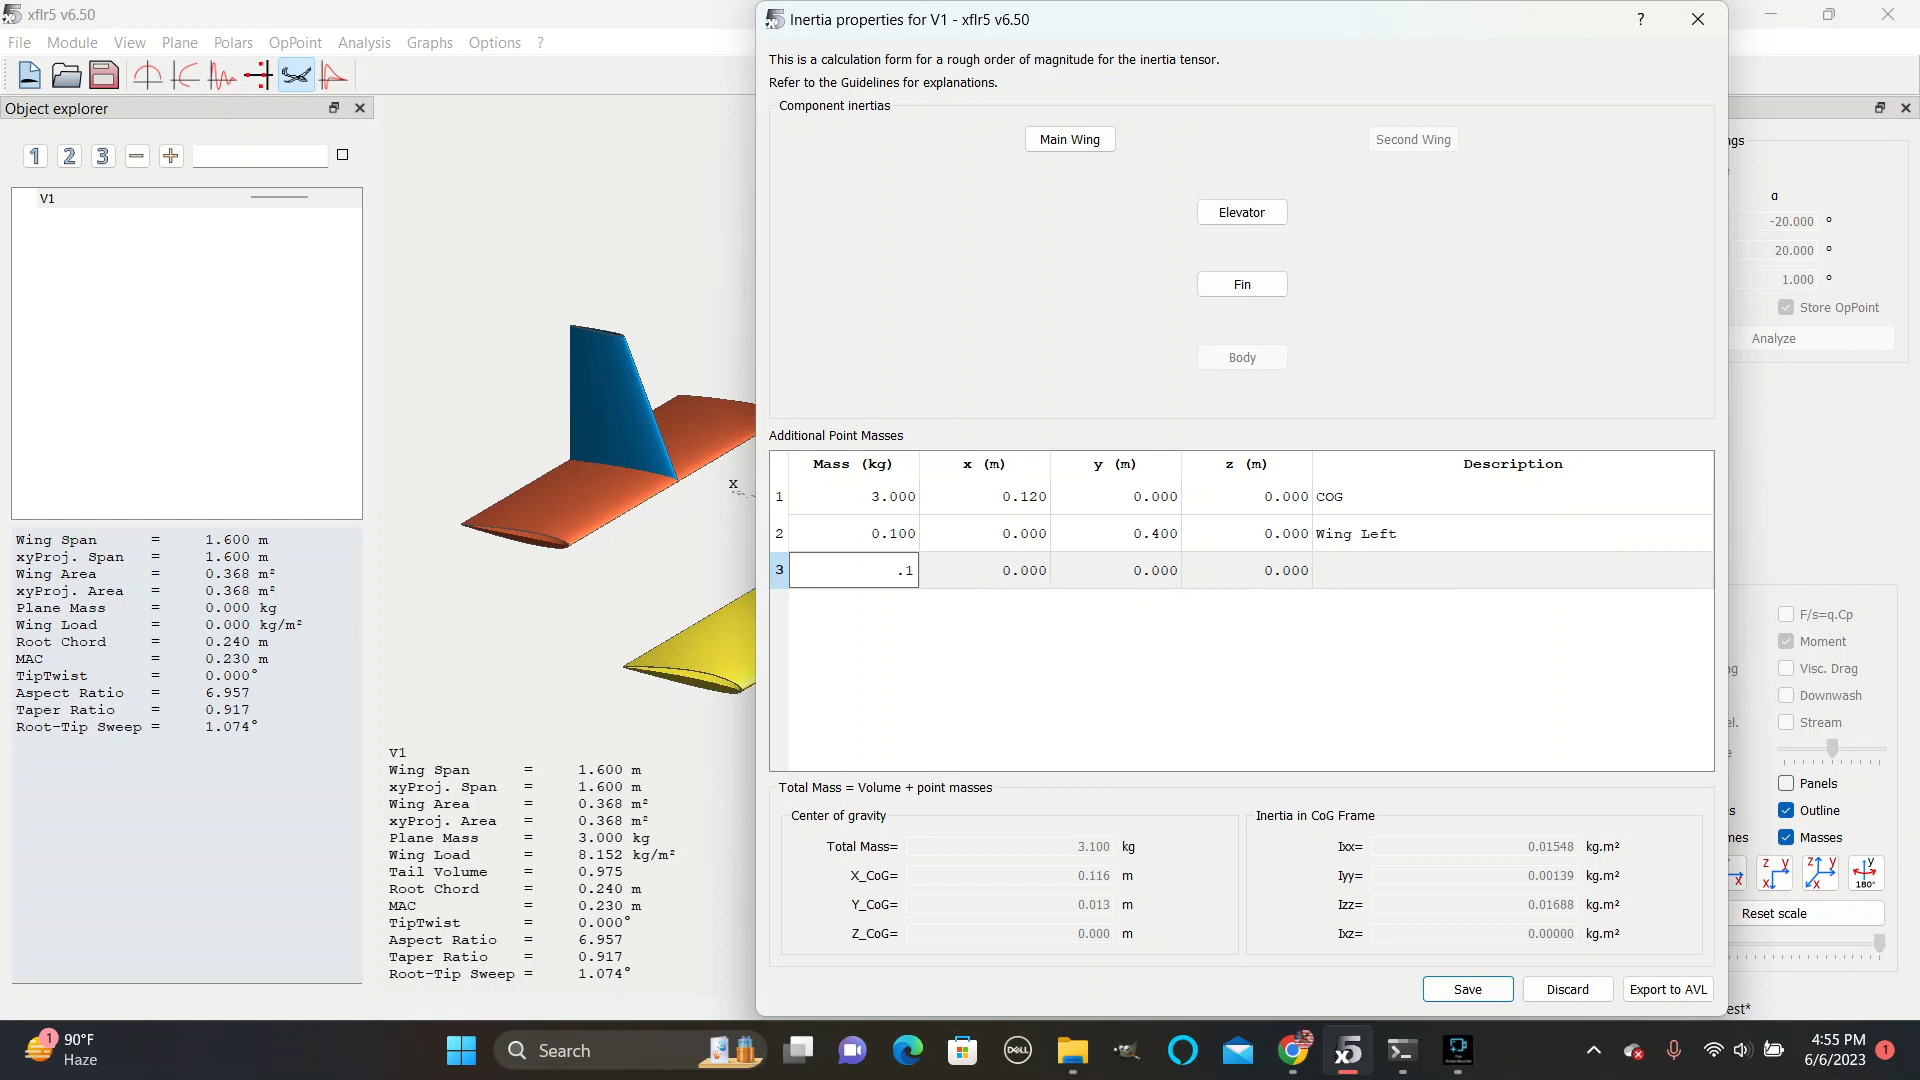 xflr5 v6.50
File Module View Plane Polars OpPoint Analysis Graphs Options ?
Object explorer
1 2 3
V1
Wing Span = 1.600 m
xyProj. Span = 1.600 m
Wing Area = 0.368 m²
xyProj. Area = 0.368 m²
Plane Mass = 0.000 kg
Wing Load = 0.000 kg/m²
Root Chord = 0.240 m
MAC = 0.230 m
TipTwist = 0.000°
Aspect Ratio = 6.957
Taper Ratio = 0.917
Root-Tip Sweep = 1.074°
X
V1
Wing Span = 1.600 m
xyProj. Span = 1.600 m
Wing Area = 0.368 m²
xyProj. Area = 0.368 m²
Plane Mass = 3.000 kg
Wing Load = 8.152 kg/m²
Tail Volume = 0.975
Root Chord = 0.240 m
MAC = 0.230 m
TipTwist = 0.000°
Aspect Ratio = 6.957
Taper Ratio = 0.917
Root-Tip Sweep = 1.074°
Inertia properties for V1 - xflr5 v6.50
?
This is a calculation form for a rough order of magnitude for the inertia tensor.
Refer to the Guidelines for explanations.
Component inertias
Main Wing Second Wing
Elevator
Fin
Body
Additional Point Masses
Mass (kg) x (m) y (m) z (m) Description
1 3.000 0.120 0.000 0.000 COG
2 0.100 0.000 0.400 0.000 Wing Left
3 .1 0.000 0.000 0.000
Total Mass = Volume + point masses
Center of gravity
Total Mass= 3.100 kg
X_CoG= 0.116 m
Y_CoG= 0.013 m
Z_CoG= 0.000 m
Inertia in CoG Frame
Ixx= 0.01548 kg.m²
Iyy= 0.00139 kg.m²
Izz= 0.01688 kg.m²
Ixz= 0.00000 kg.m²
Save Discard Export to AVL
ngs
α
-20.000 °
20.000 °
1.000 °
Store OpPoint
Analyze
F/s=q.Cp
Moment
ag Visc. Drag
Downwash
el. Stream
e
Panels
s Outline
mes Masses
x z y x z y x y 180°
Reset scale
est*
1 90°F
Haze
Search
DELL
x5
4:55 PM
6/6/2023
1